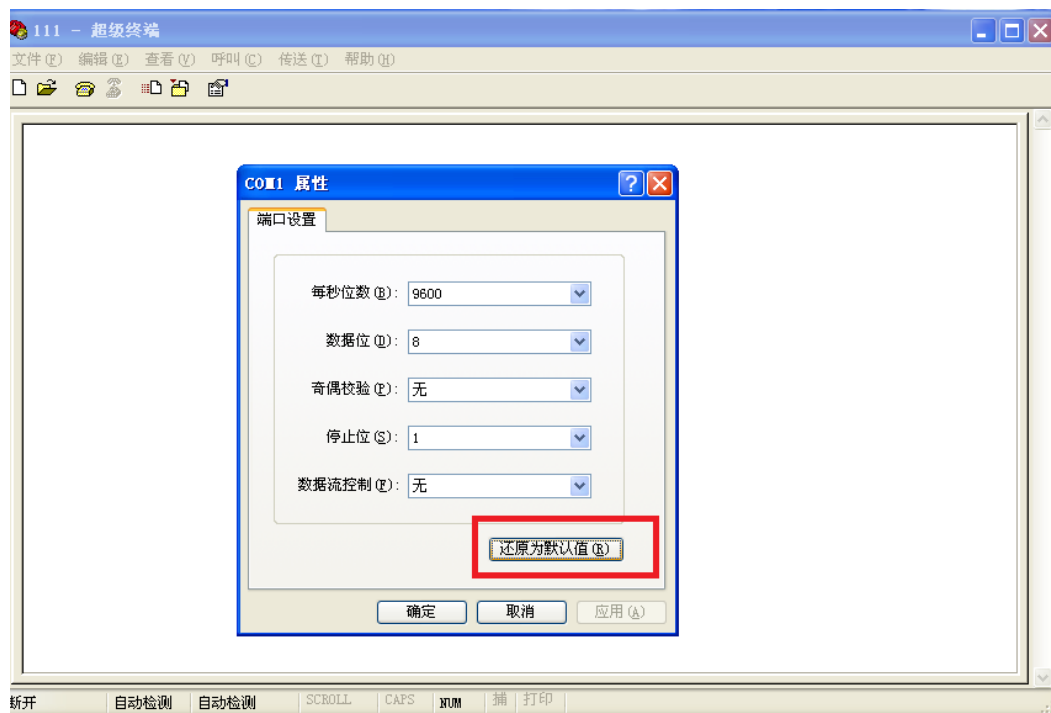 111 - 超级终端
文件(F) 编辑(E) 查看(V) 呼叫(C) 传送(T) 帮助(H)
COM1 属性
端口设置
每秒位数(B): 9600
数据位(D): 8
奇偶校验(P): 无
停止位(S): 1
数据流控制(F): 无
还原为默认值(R)
确定 取消 应用(A)
断开 自动检测 自动检测 SCROLL CAPS NUM 捕 打印